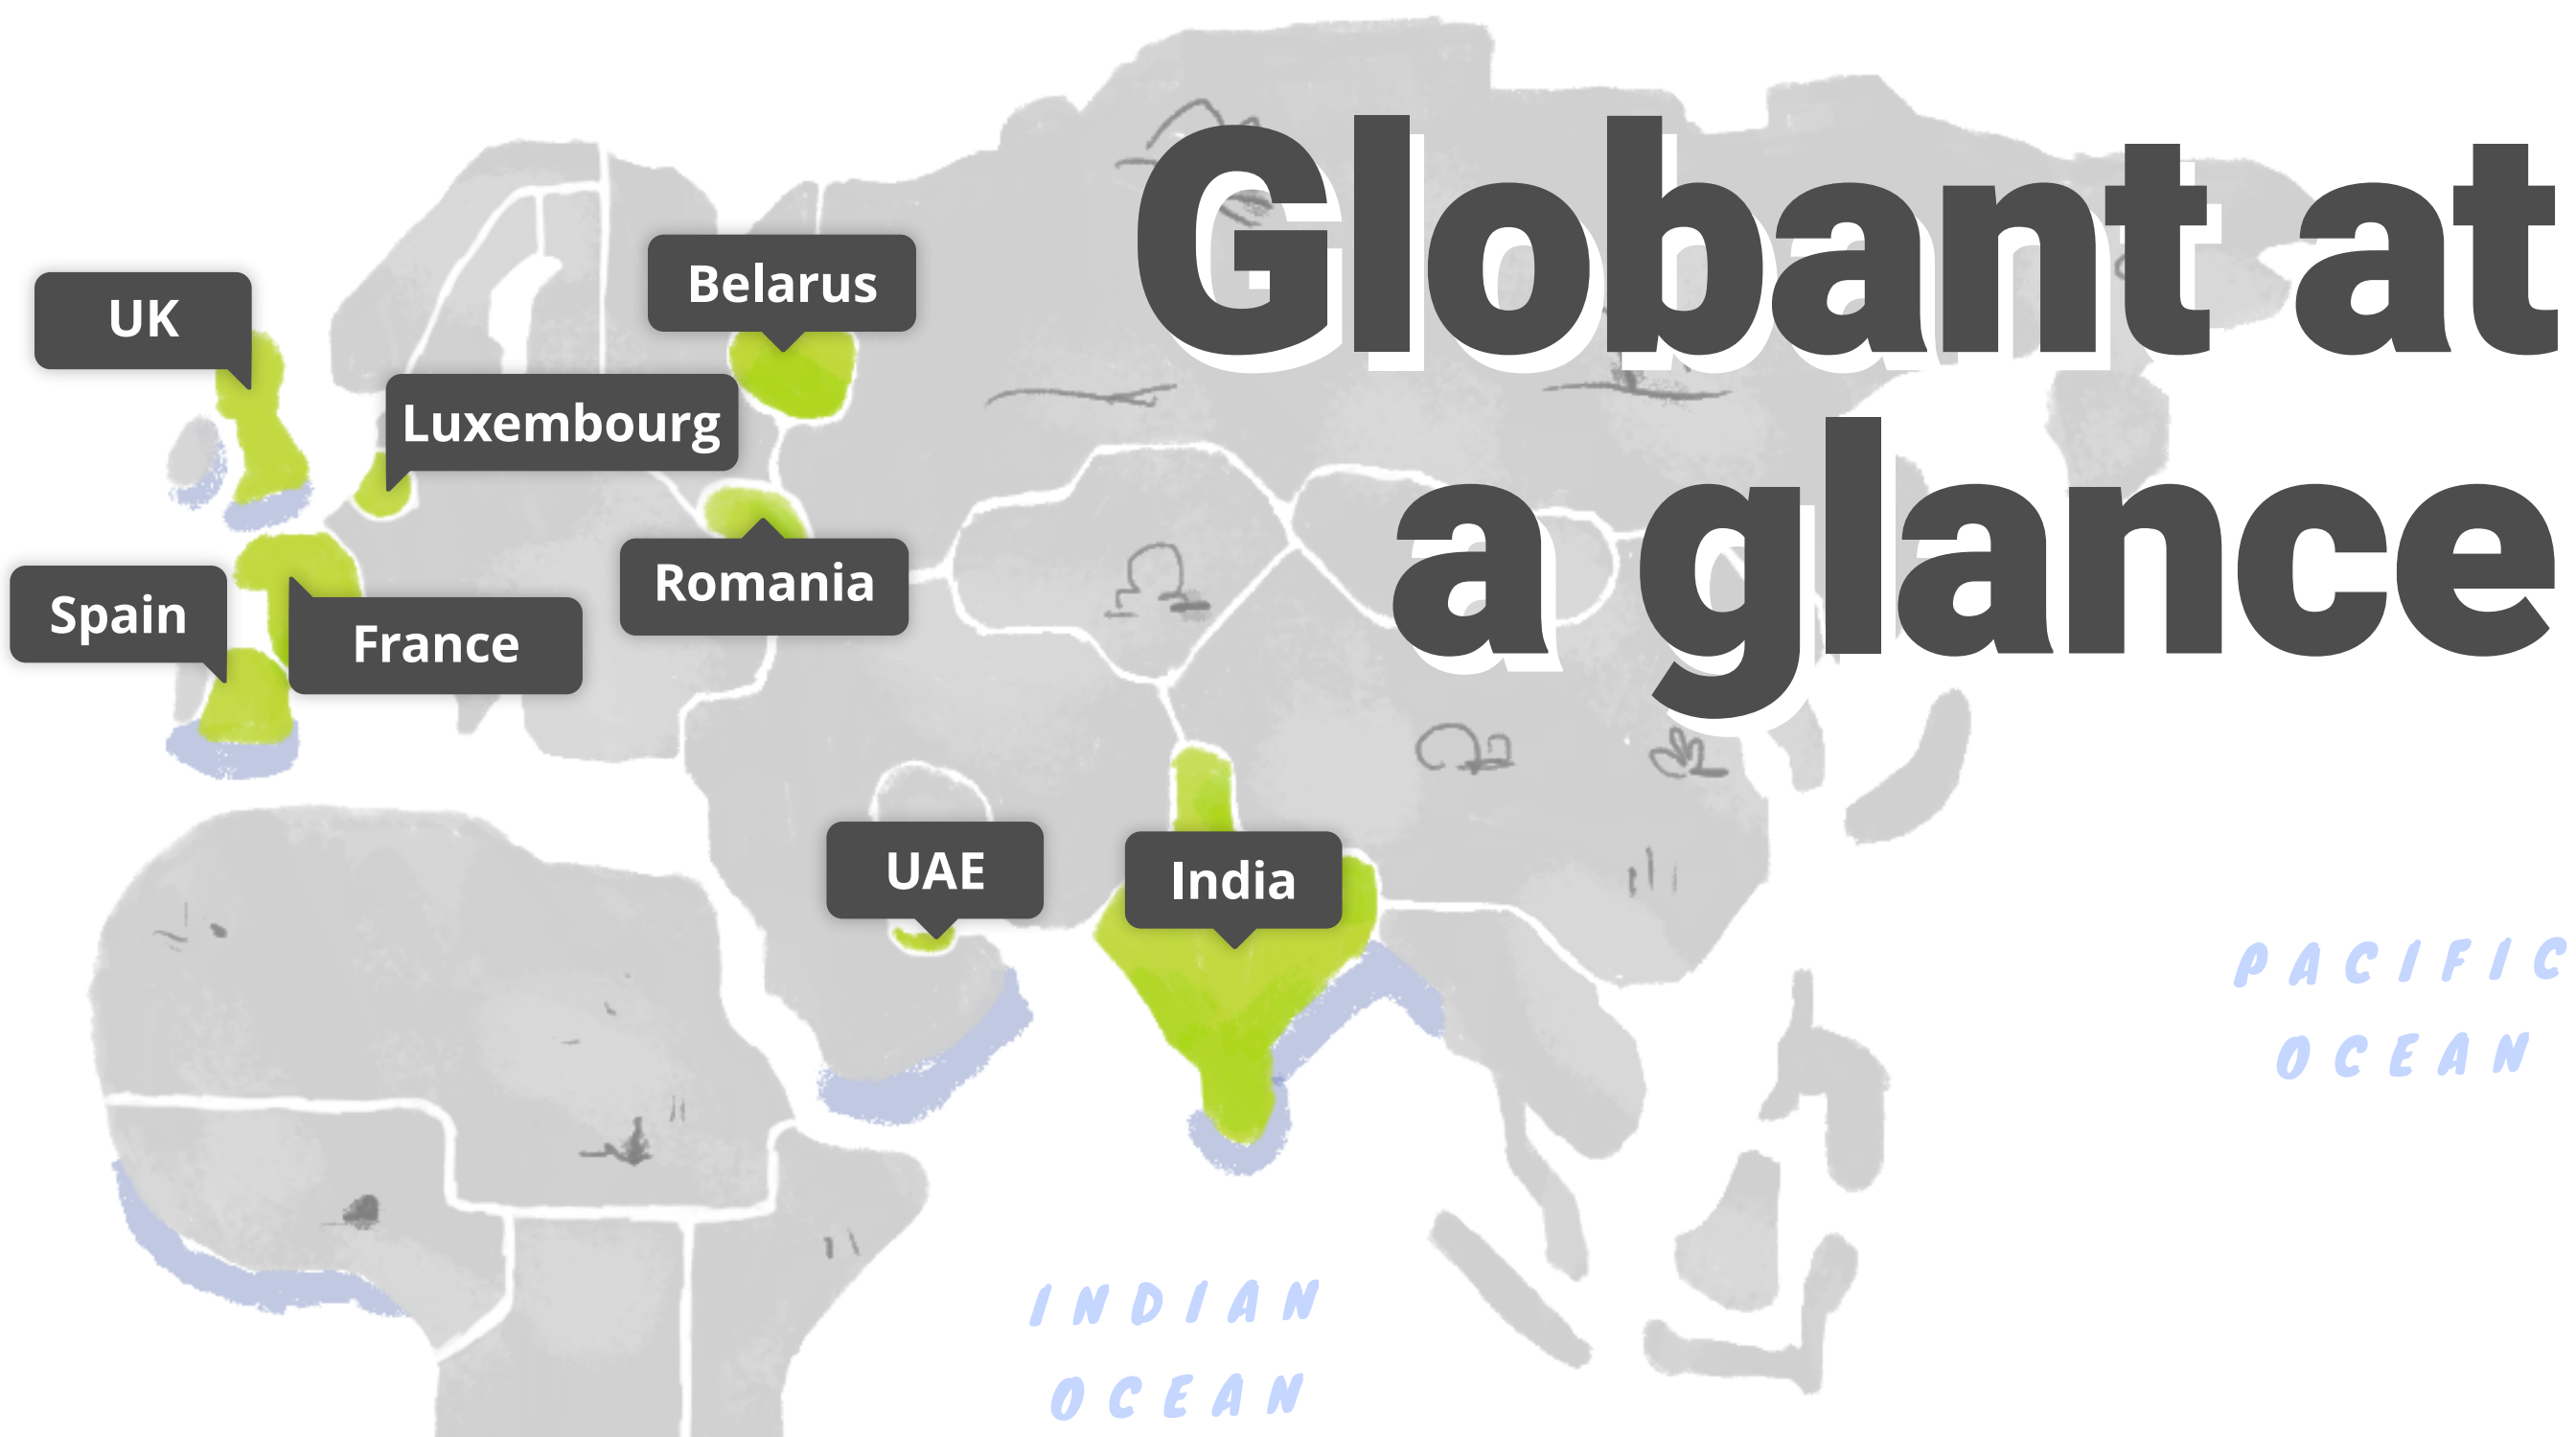 Globant at
a glance
UK
Belarus
Luxembourg
Spain
France
Romania
UAE
India
PACIFIC
OCEAN
INDIAN
OCEAN